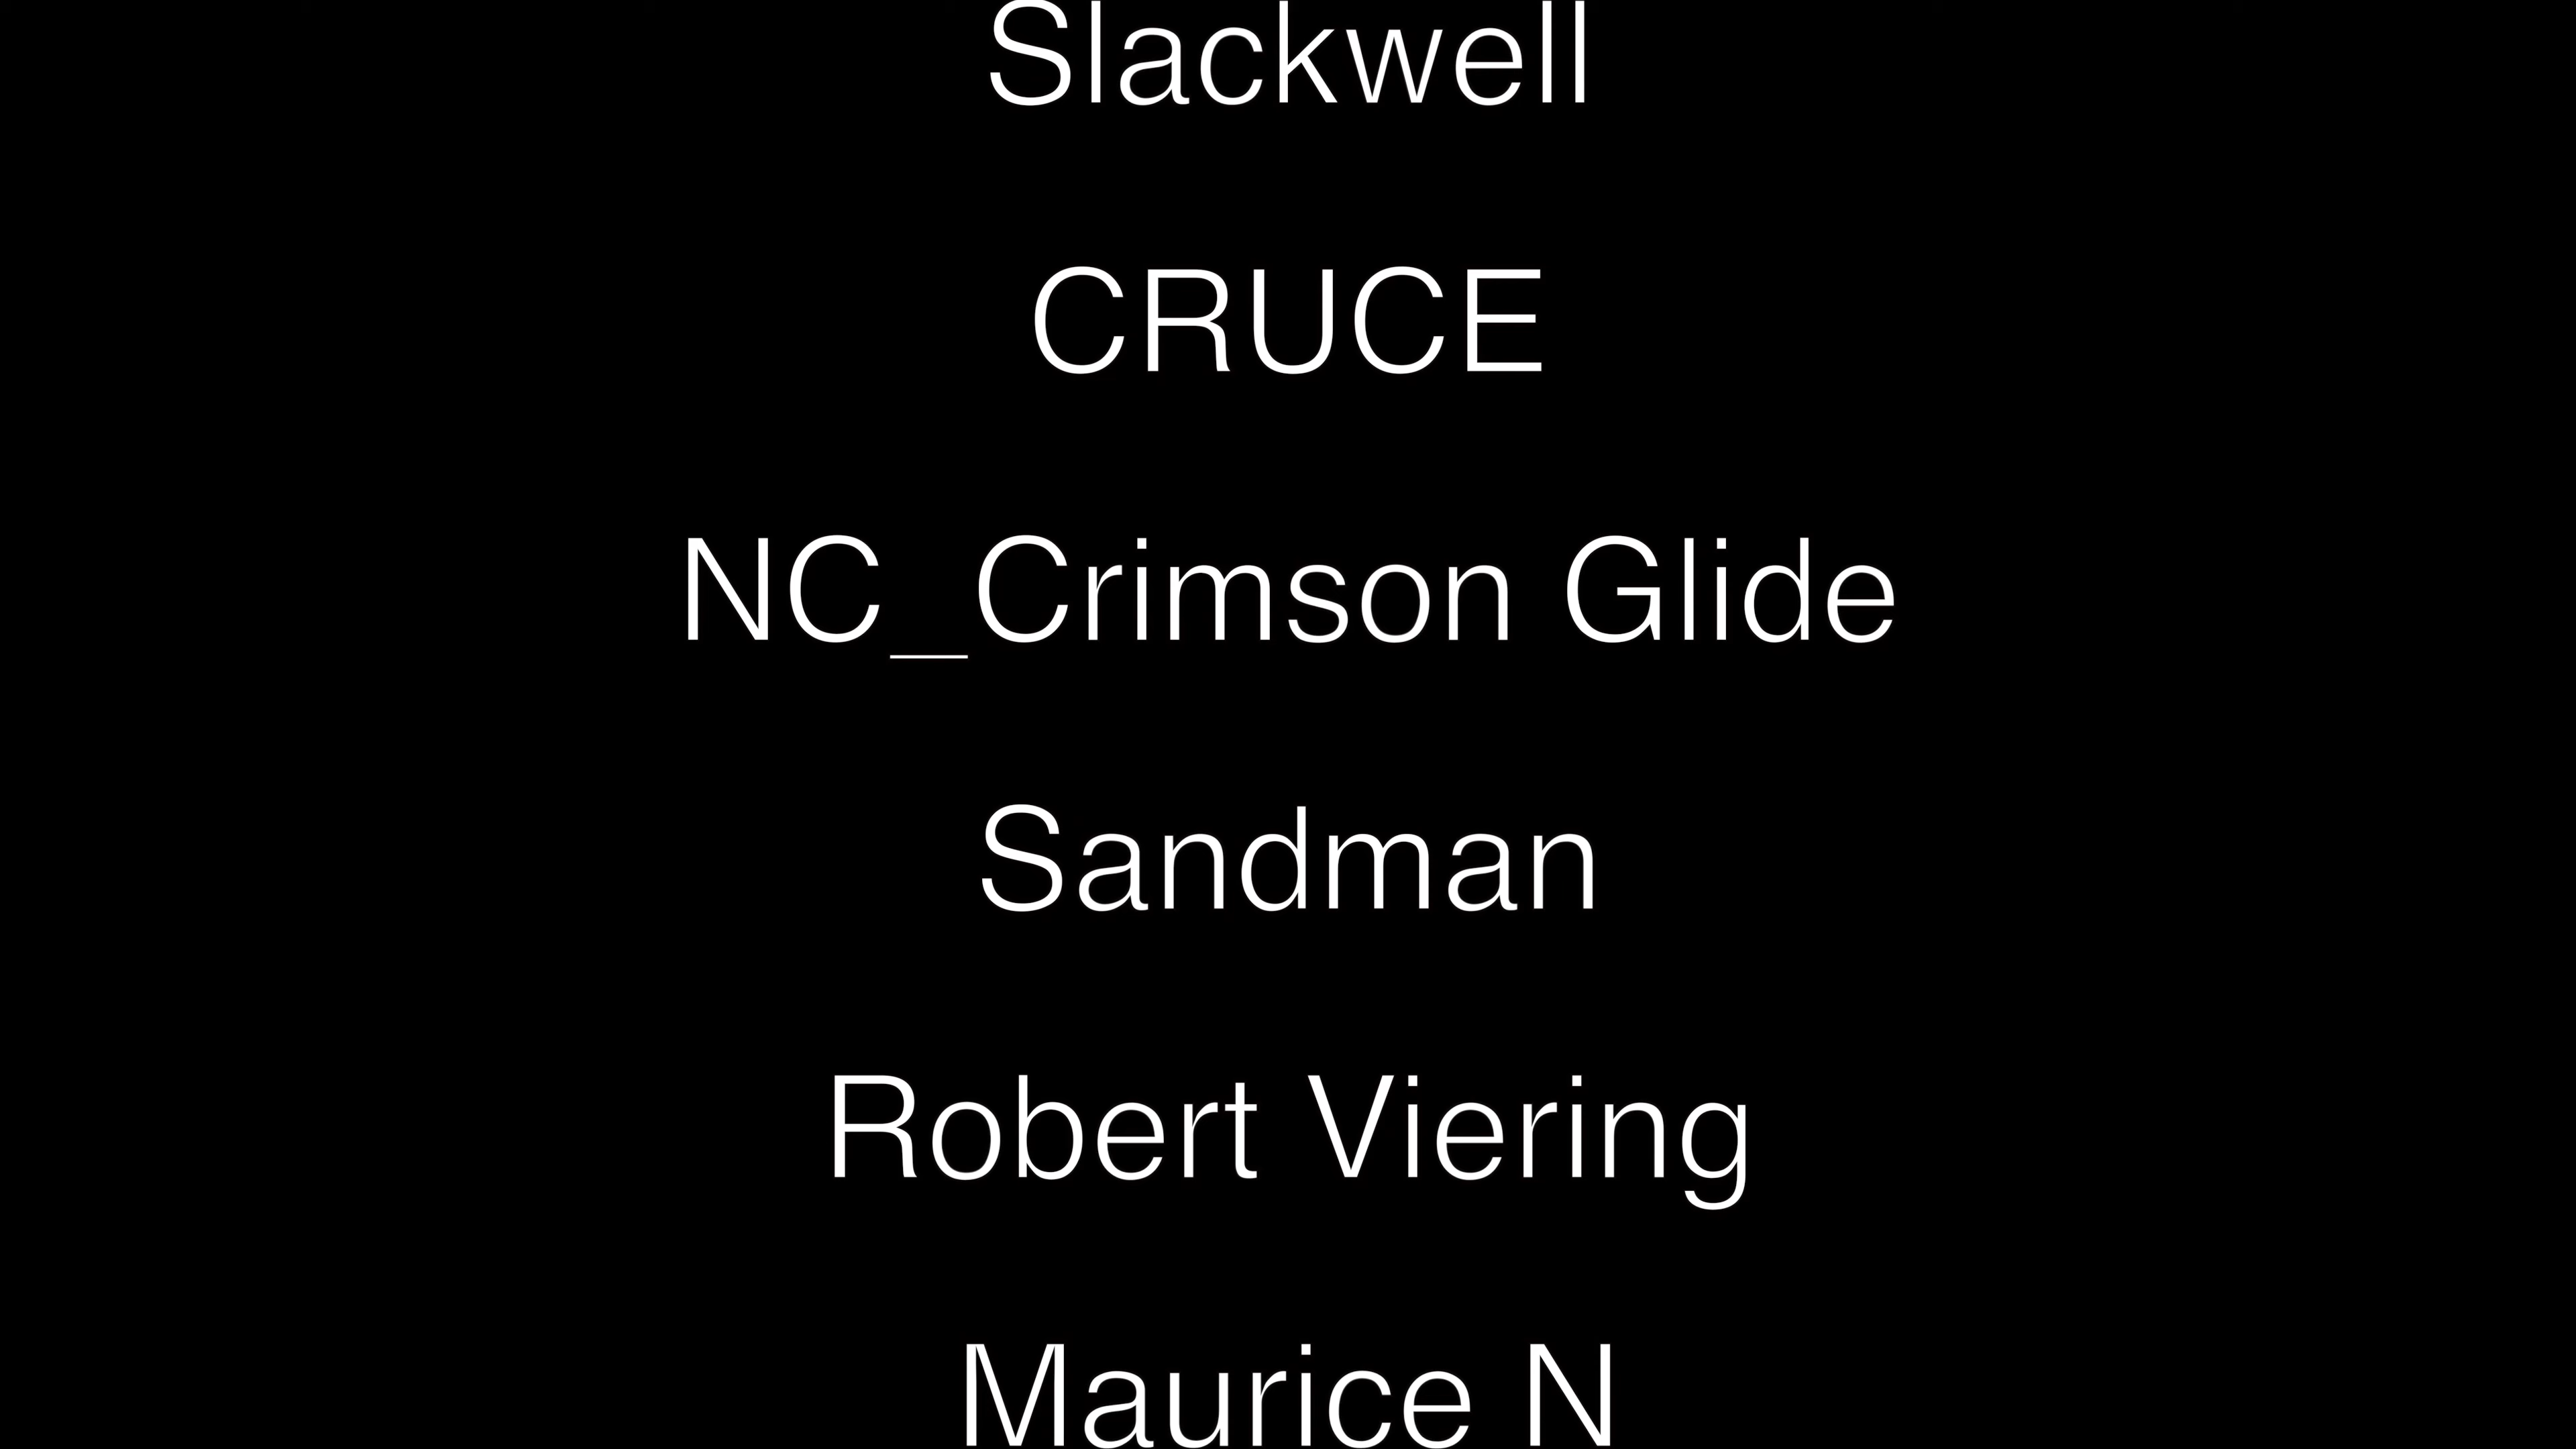 Slackwell
CRUCE
NC_Crimson Glide
Sandman
Robert Viering
Maurice N